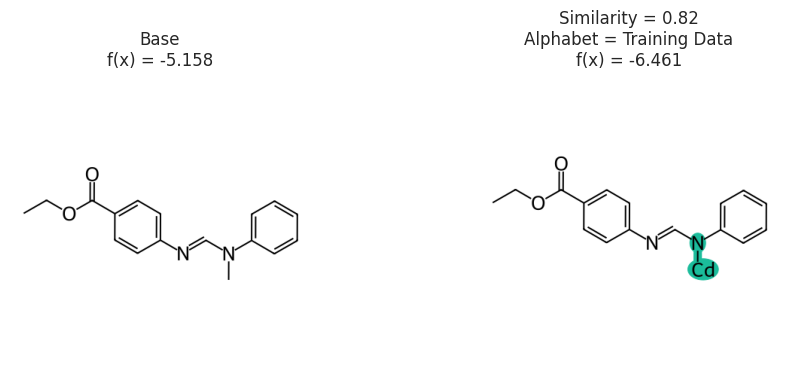 Base
f(x) = -5.158
Similarity = 0.82
Alphabet = Training Data
f(x) = -6.461
O
O
N
N
O
O
N
N
Cd